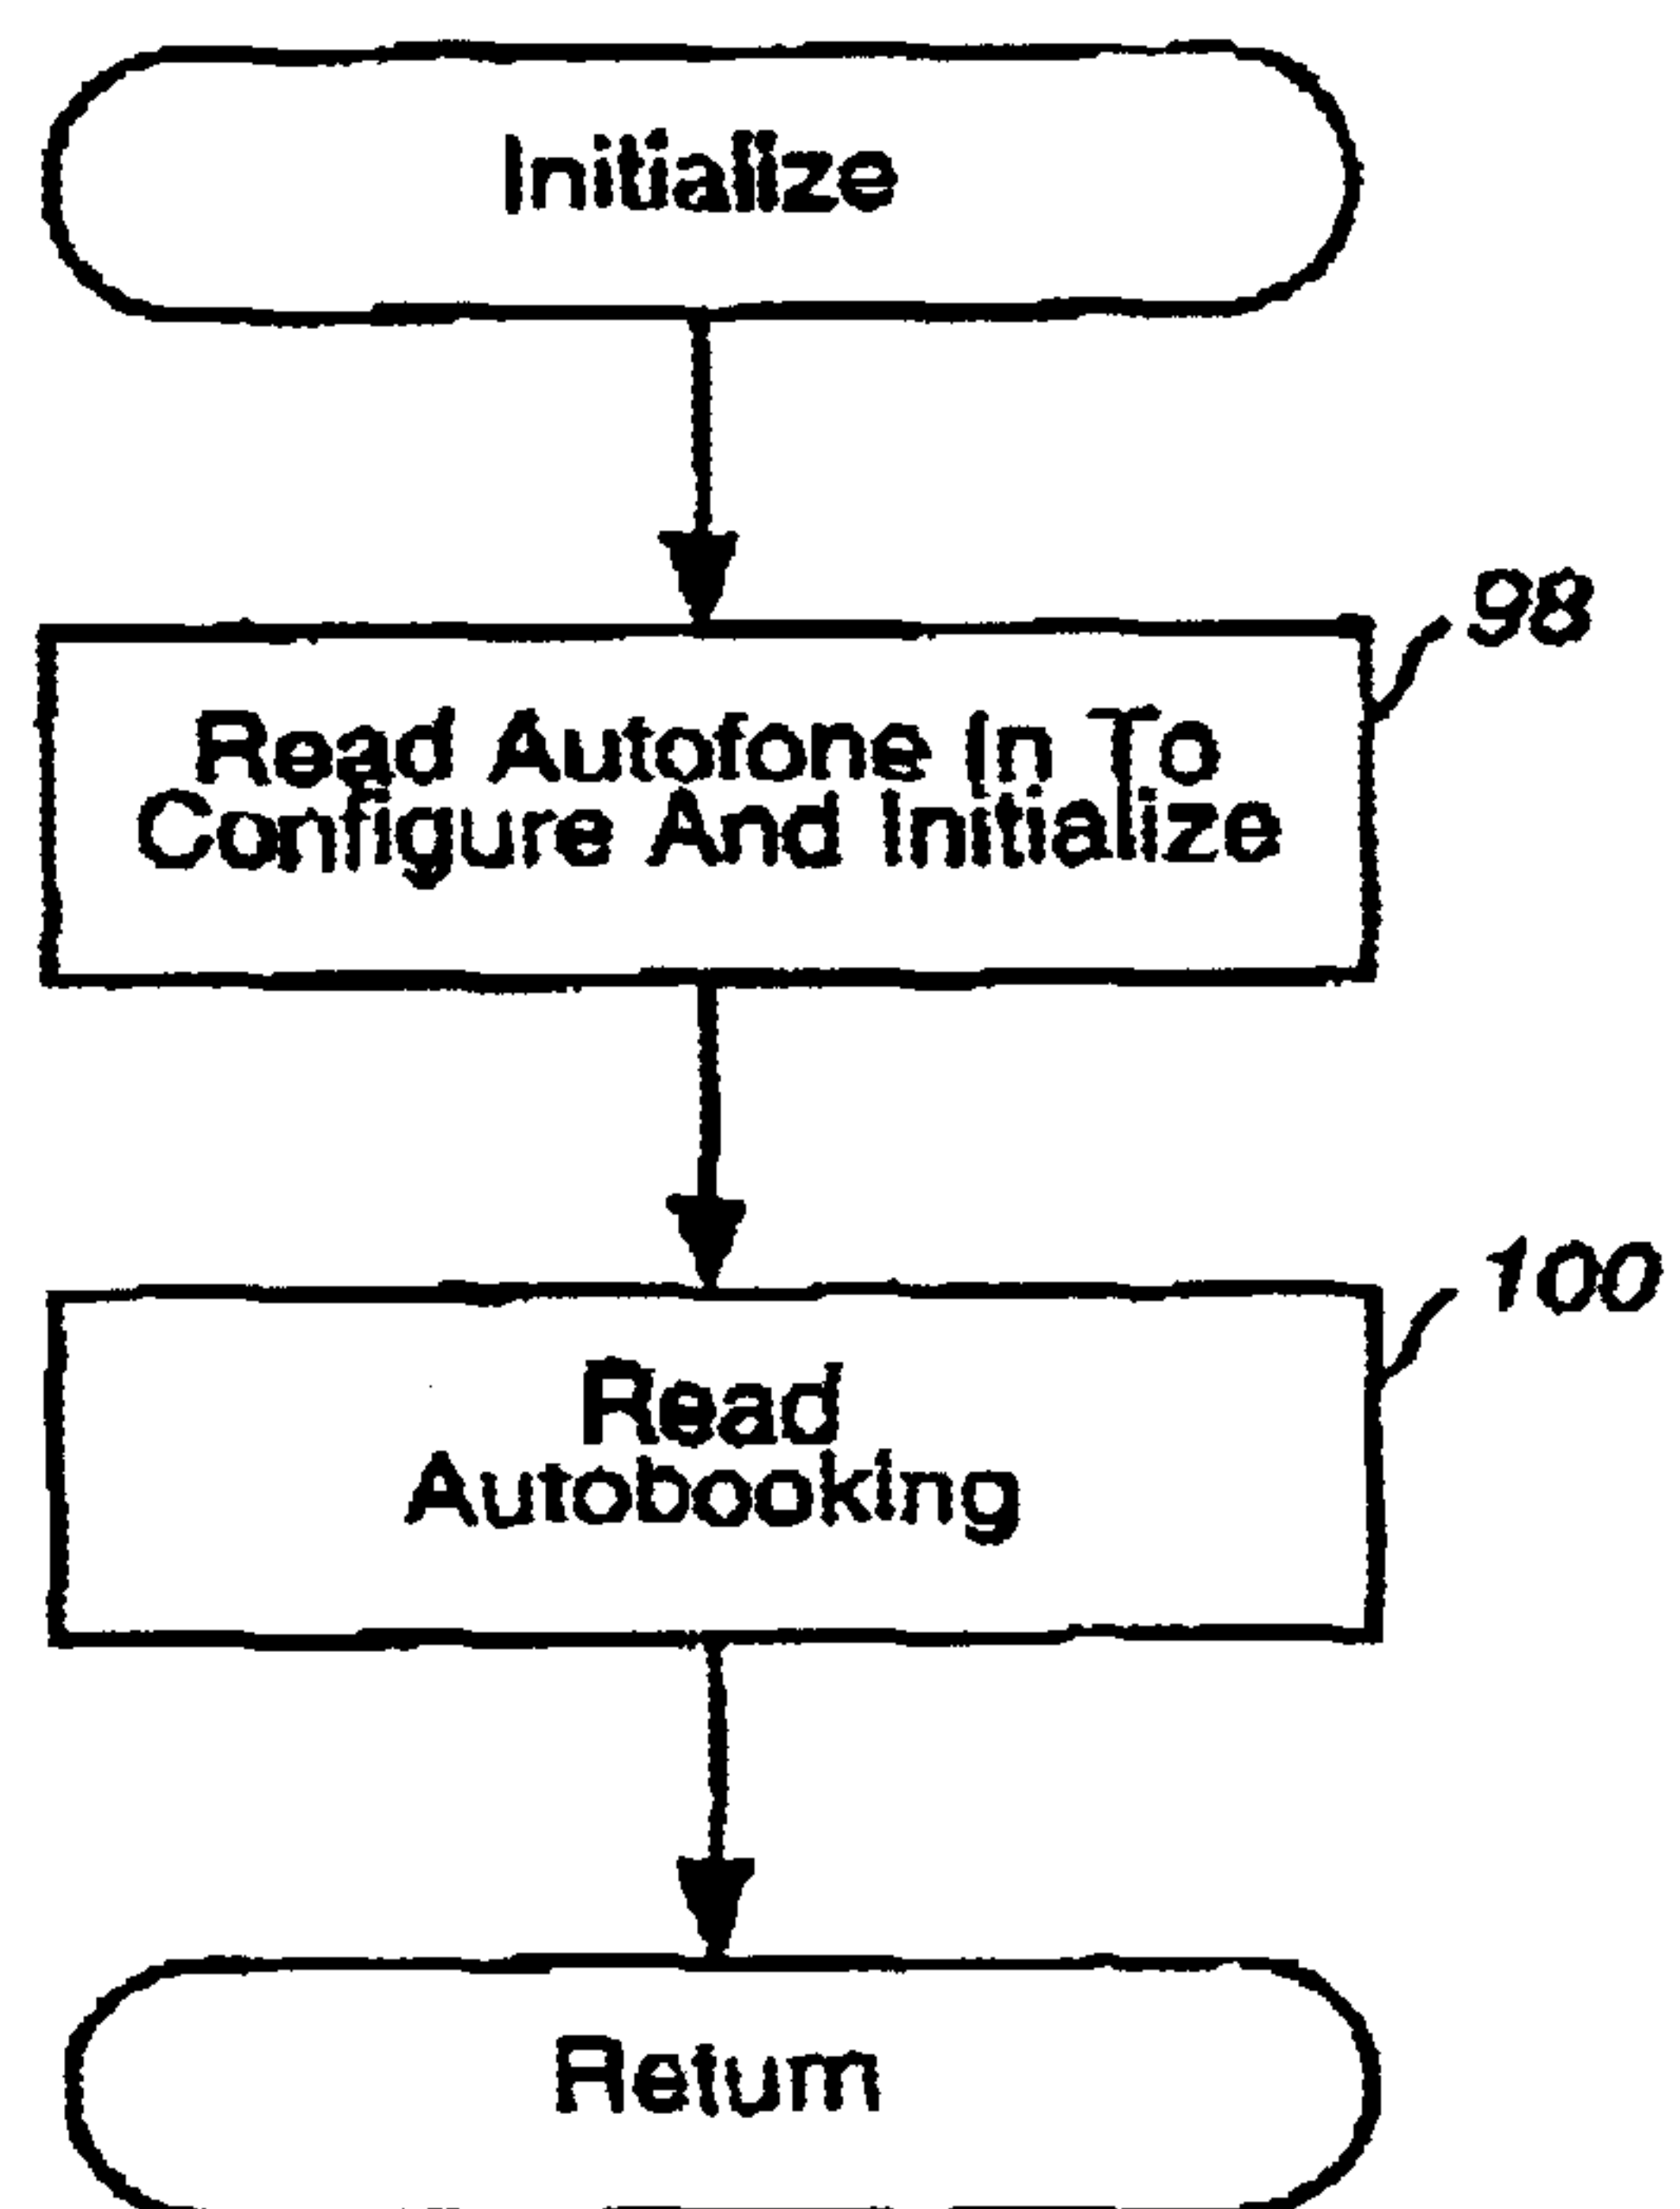 Initialize
98
Read Autofone In To
Configure And Initialize
100
Read
Autobooking
Return